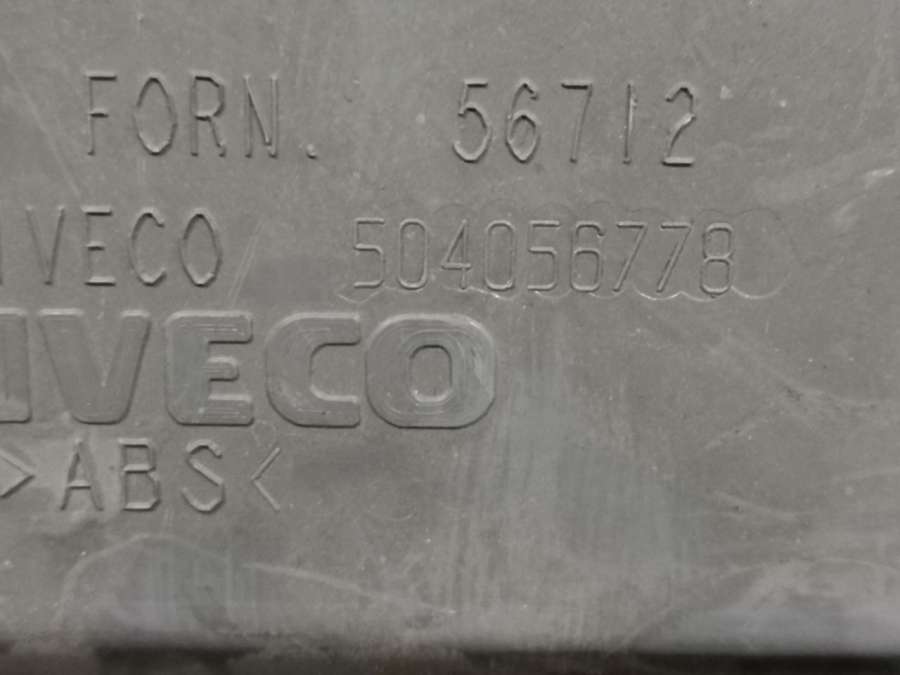 FORN. 56712
IVECO 504056778
IVECO
>ABS<